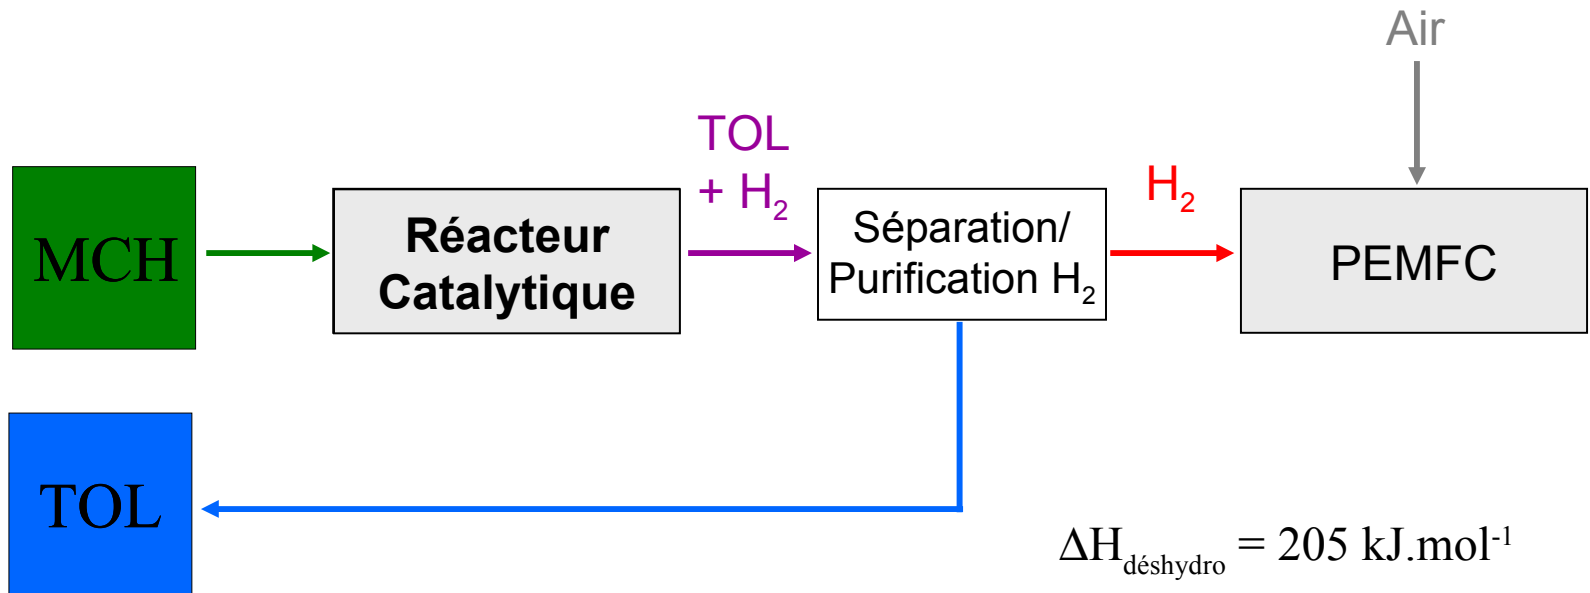 Air
TOL
+ H₂
H₂
MCH
Réacteur
Catalytique
Séparation/
Purification H₂
PEMFC
TOL
ΔHdéshydro = 205 kJ.mol⁻¹